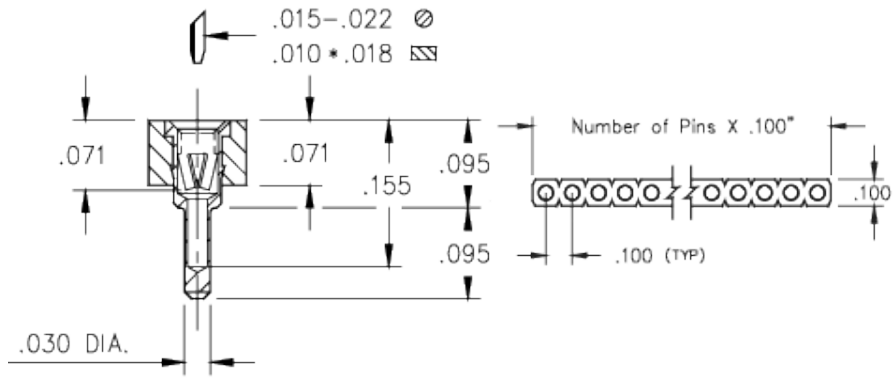 .015-.022
.010 * .018
.071
.071
.155
.095
.095
.030 DIA.
Number of Pins X .100"
.100
.100 (TYP)